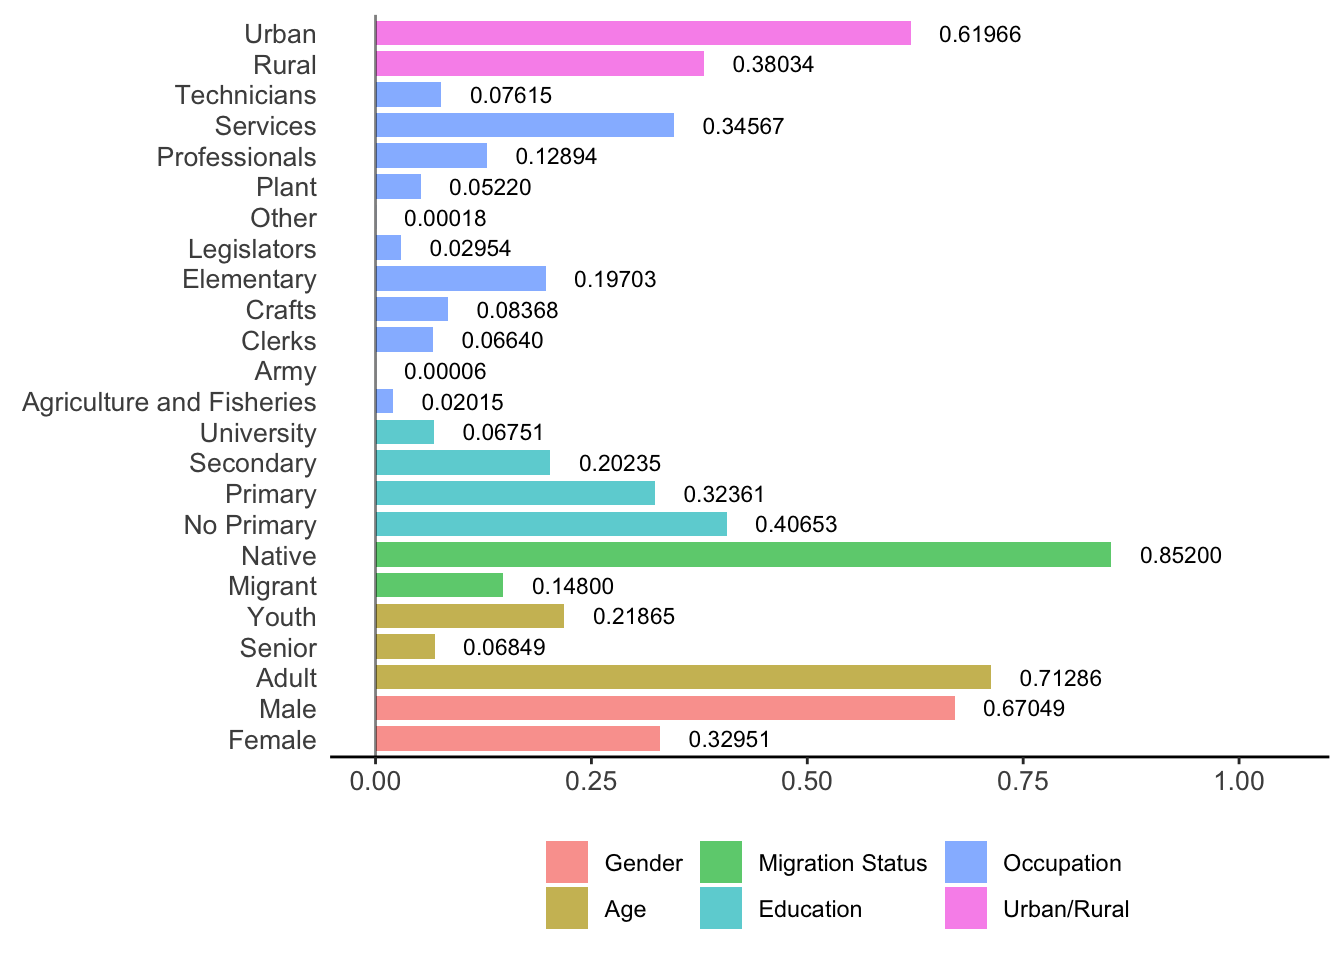 Urban 0.61966
Rural 0.38034
Technicians 0.07615
Services 0.34567
Professionals 0.12894
Plant 0.05220
Other 0.00018
Legislators 0.02954
Elementary 0.19703
Crafts 0.08368
Clerks 0.06640
Army 0.00006
Agriculture and Fisheries 0.02015
University 0.06751
Secondary 0.20235
Primary 0.32361
No Primary 0.40653
Native 0.85200
Migrant 0.14800
Youth 0.21865
Senior 0.06849
Adult 0.71286
Male 0.67049
Female 0.32951
0.00 0.25 0.50 0.75 1.00
Gender Migration Status Occupation
Age Education Urban/Rural